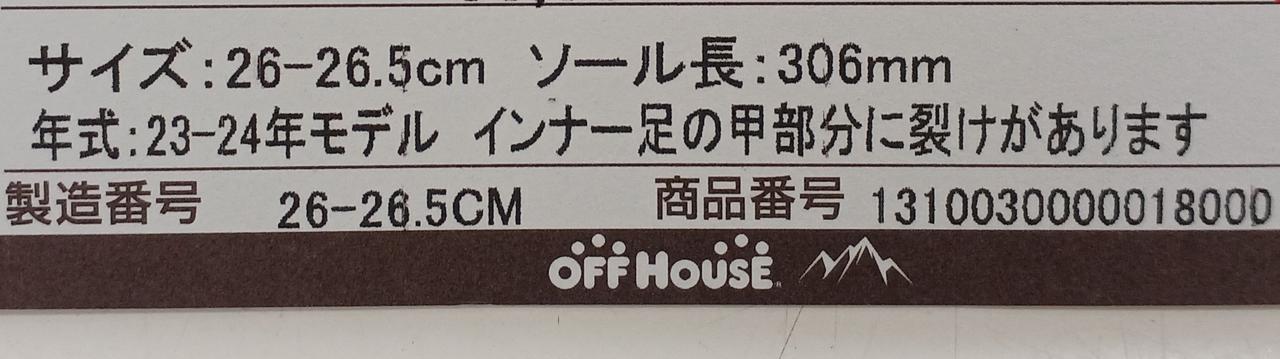 サイズ:26-26.5cm ソール長:306mm
年式:23-24年モデル インナー足の甲部分に裂けがあります
製造番号 26-26.5CM 商品番号 1310030000018000
OFF HOUSE